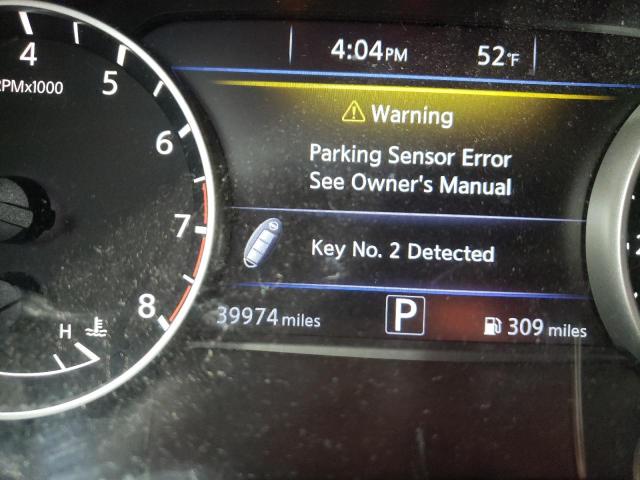 4:04PM 52°F
4
5
RPMx1000
6
7
8
H
Warning
Parking Sensor Error
See Owner's Manual
Key No. 2 Detected
39974 miles P 309 miles